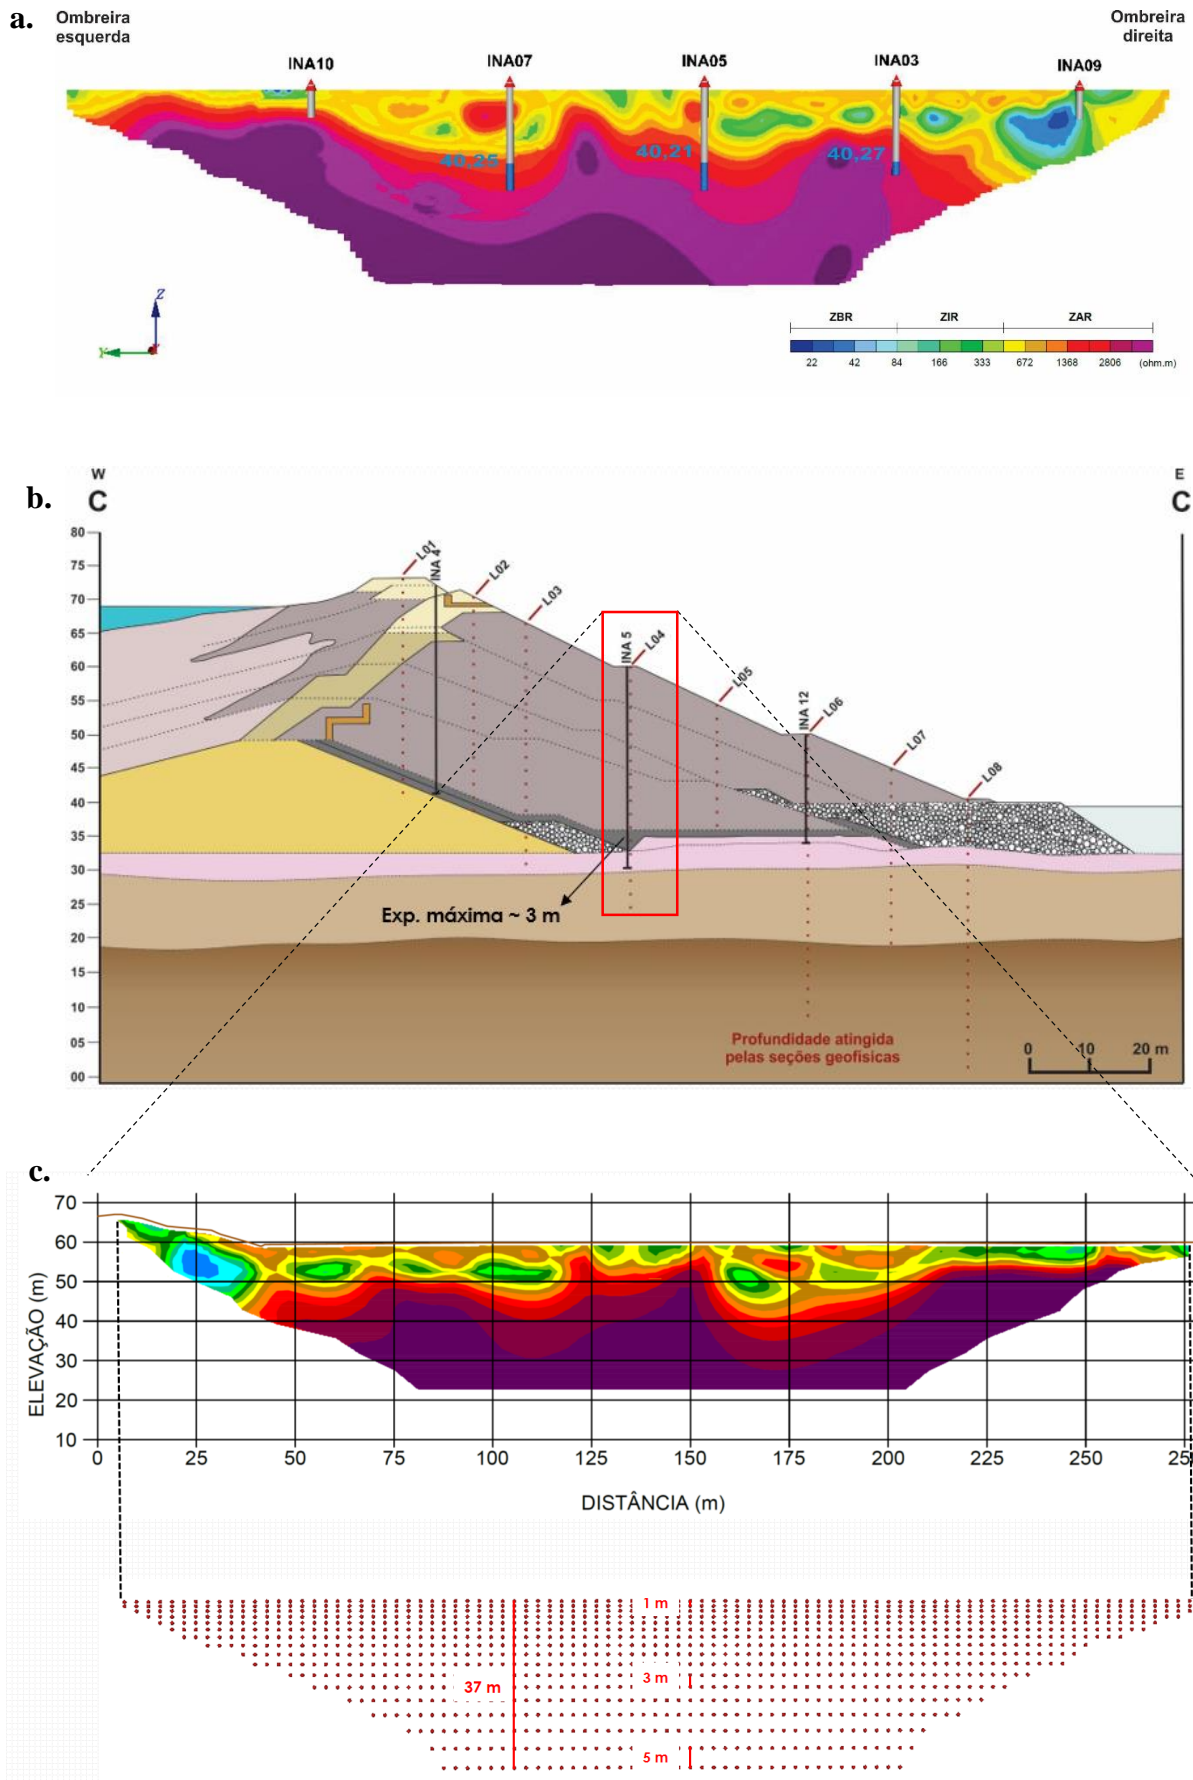 a.
Ombreira
esquerda
Ombreira
direita
INA10
INA07
INA05
INA03
INA09
40,25
40,21
40,27
Z
Y
ZBR
ZIR
ZAR
22
42
84
166
333
672
1368
2806
(ohm.m)
b.
W
C
E
C
80
75
70
65
60
55
50
45
40
35
30
25
20
15
10
05
00
L01
INA 4
L02
L03
INA 5
L04
L05
INA 12
L06
L07
L08
Exp. máxima ~ 3 m
Profundidade atingida
pelas seções geofisicas
0
10
20 m
c.
70
60
50
40
30
20
10
ELEVAÇÃO (m)
0
25
50
75
100
125
150
175
200
225
250
DISTÂNCIA (m)
1 m
3 m
37 m
5 m